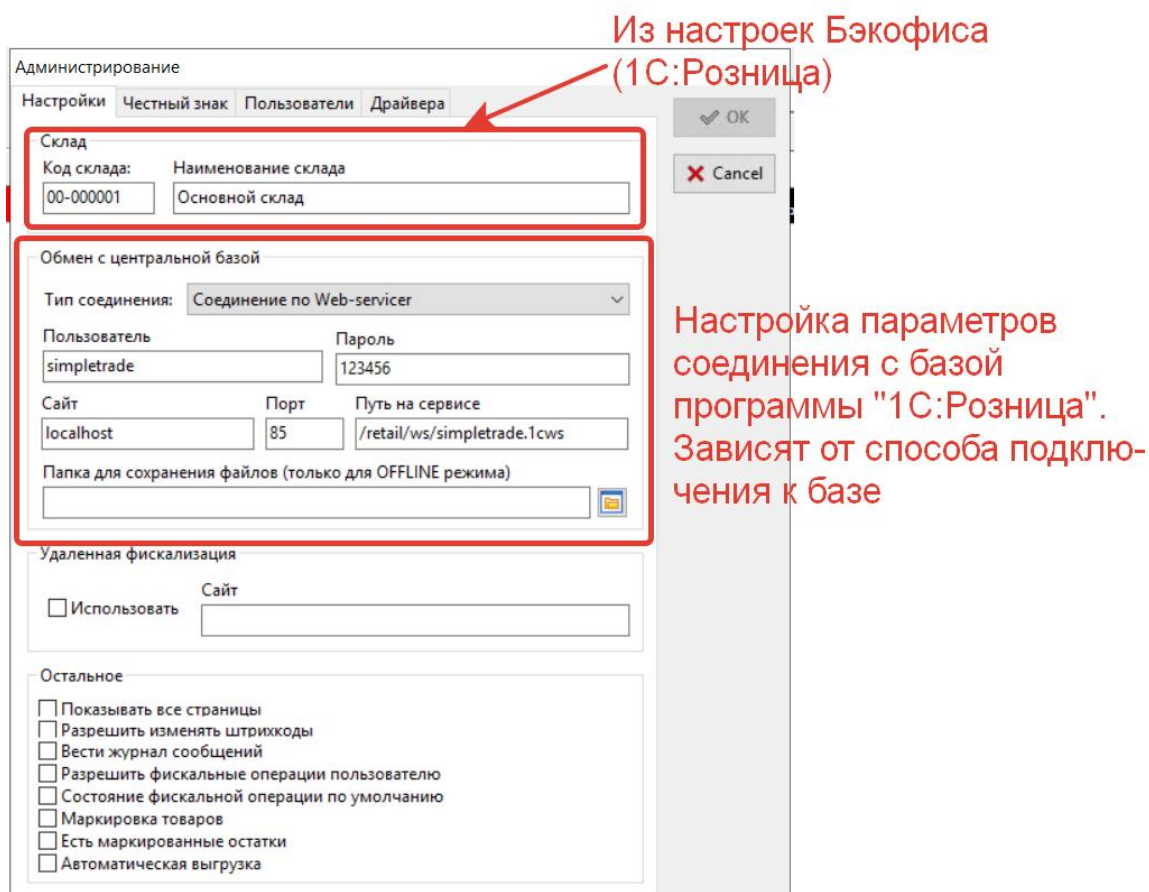 Из настроек Бэкофиса
(1С:Розница)
Администрирование
Настройки Честный знак Пользователи Драйвера
OK
Cancel
Склад
Код склада: Наименование склада
00-000001 Основной склад
Обмен с центральной базой
Тип соединения: Соединение по Web-servicer
Пользователь Пароль
simpletrade 123456
Сайт Порт Путь на сервисе
localhost 85 /retail/ws/simpletrade.1cws
Папка для сохранения файлов (только для OFFLINE режима)
Настройка параметров
соединения с базой
программы "1С:Розница".
Зависят от способа подклю-
чения к базе
Удаленная фискализация
Сайт
Использовать
Остальное
Показывать все страницы
Разрешить изменять штрихкоды
Вести журнал сообщений
Разрешить фискальные операции пользователю
Состояние фискальной операции по умолчанию
Маркировка товаров
Есть маркированные остатки
Автоматическая выгрузка